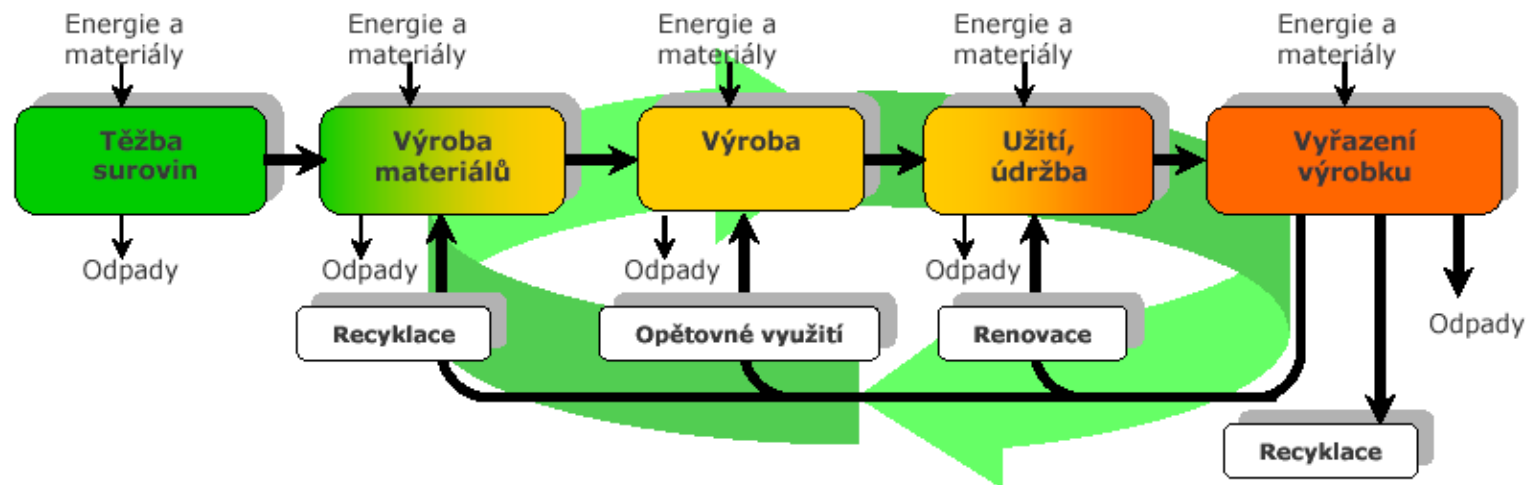 Energie a
materiály
Energie a
materiály
Energie a
materiály
Energie a
materiály
Energie a
materiály
Těžba
surovin
Výroba
materiálů
Výroba
Užití,
údržba
Vyřazení
výrobku
Odpady
Odpady
Odpady
Odpady
Odpady
Recyklace
Opětovné využití
Renovace
Recyklace